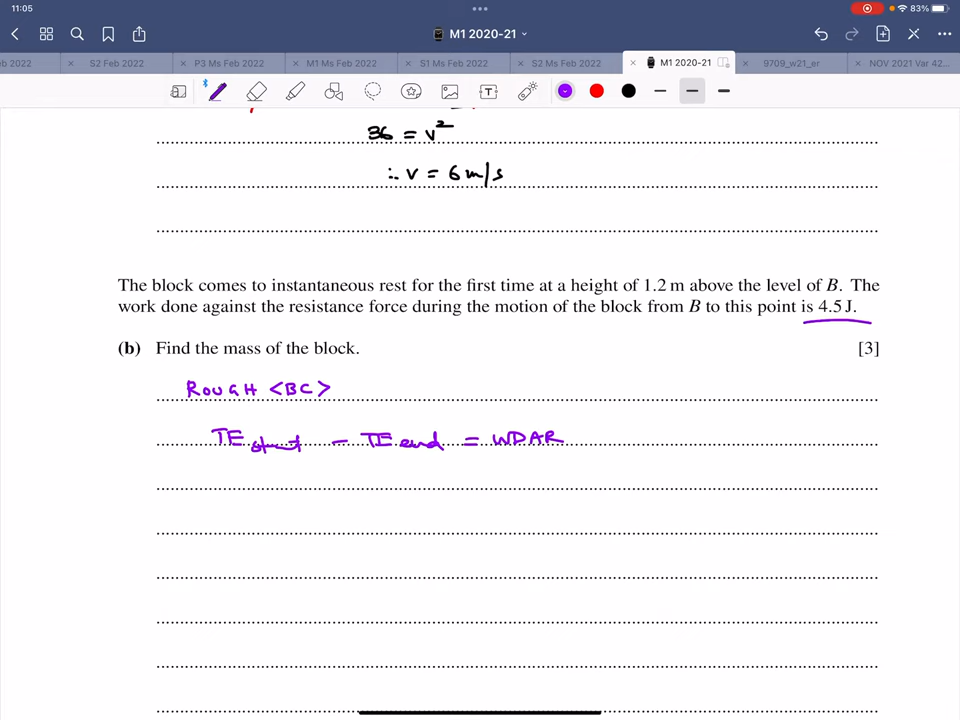 11:05
83%
M1 2020-21
eb 2022
S2 Feb 2022
P3 Ms Feb 2022
M1 Ms Feb 2022
S1 Ms Feb 2022
S2 Ms Feb 2022
M1 2020-21
9709_w21_er
NOV 2021 Var 42...
36 = v²
∴ v = 6 m/s
The block comes to instantaneous rest for the first time at a height of 1.2 m above the level of B. The
work done against the resistance force during the motion of the block from B to this point is 4.5 J.
(b) Find the mass of the block. [3]
ROUGH <BC>
TE start - TE end = WDAR